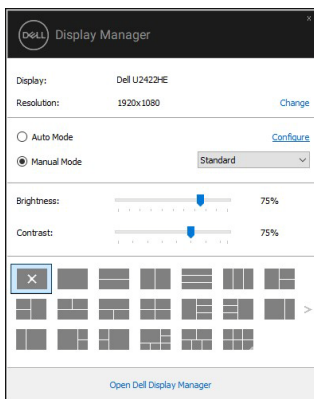 DELL Display Manager
x
Display: Dell U2422HE
Resolution: 1920x1080 Change
Auto Mode Configure
Manual Mode Standard
Brightness: 75%
Contrast: 75%
Open Dell Display Manager